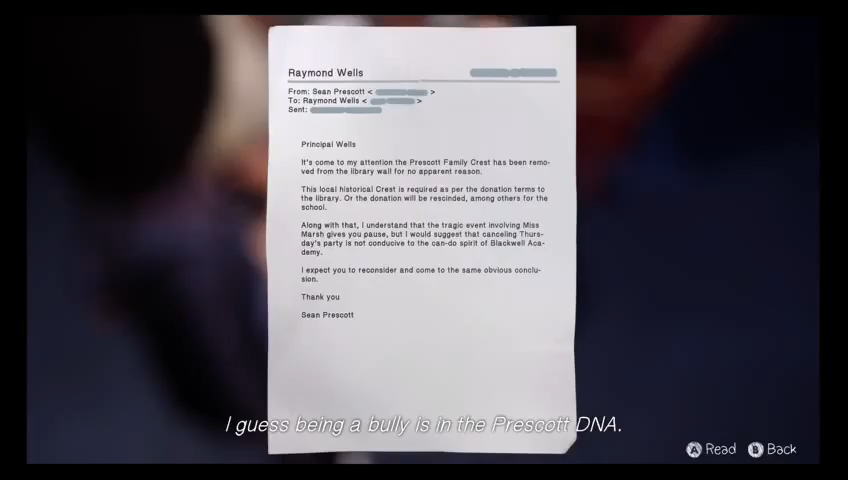 Raymond Wells
From: Sean Prescott < >
To: Raymond Wells < >
Sent:
Principal Wells
It's come to my attention the Prescott Family Crest has been remo-
ved from the library wall for no apparent reason.
This local historical Crest is required as per the donation terms to
the library. Or the donation will be rescinded, among others for the
school.
Along with that, I understand that the tragic event involving Miss
Marsh gives you pause, but I would suggest that canceling Thurs-
day's party is not conducive to the can-do spirit of Blackwell Aca-
demy.
I expect you to reconsider and come to the same obvious conclu-
sion.
Thank you
Sean Prescott
I guess being a bully is in the Prescott DNA.
A Read B Back